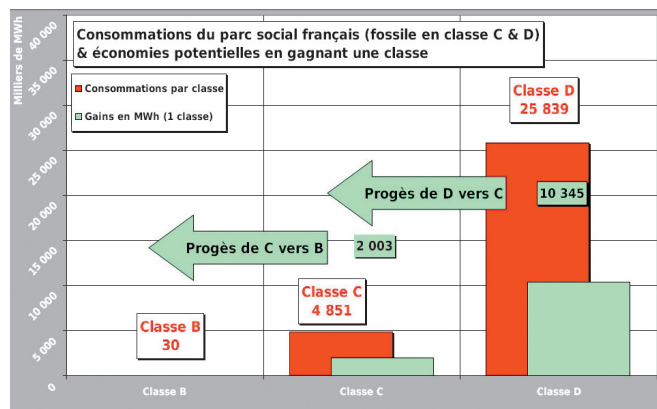 Consommations du parc social français (fossile en classe C & D)
& économies potentielles en gagnant une classe
Milliers de MWh
40 000
35 000
30 000
25 000
20 000
15 000
10 000
5 000
0
Consommations par classe
Gains en MWh (1 classe)
Classe D
25 839
Progès de D vers C
10 345
Progès de C vers B
2 003
Classe C
4 851
Classe B
30
Classe B
Classe C
Classe D